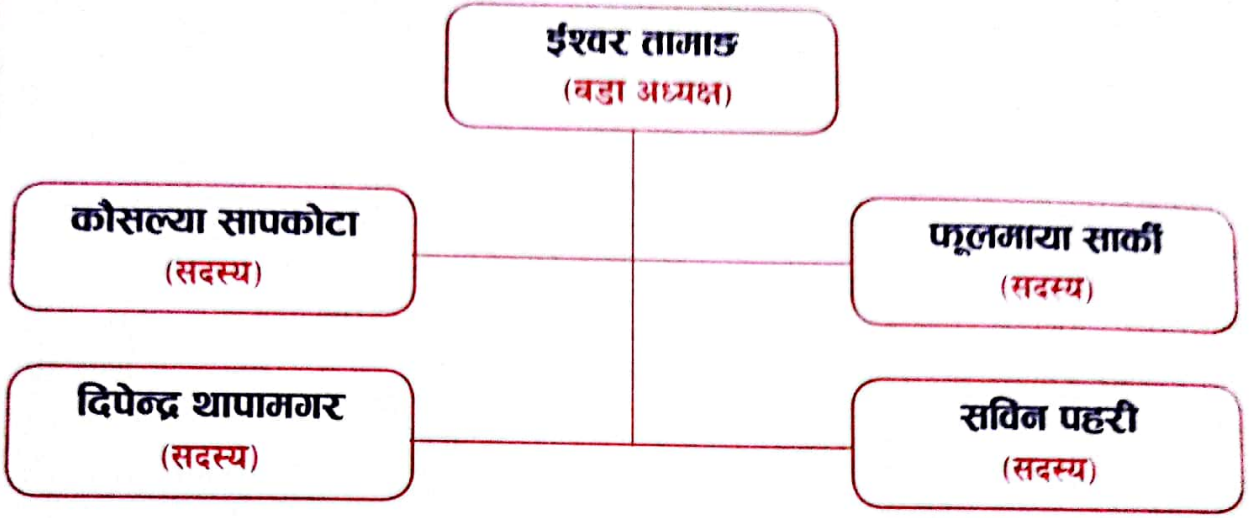 ईश्वर तामाङ
(वडा अध्यक्ष)
कौसल्या सापकोटा
(सदस्य)
फूलमाया सार्की
(सदस्य)
दिपेन्द्र थापामगर
(सदस्य)
सविन पहरी
(सदस्य)